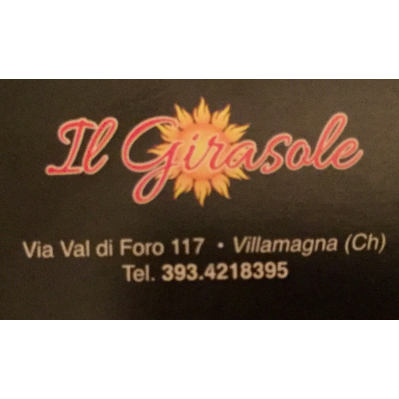 Il Girasole
Via Val di Foro 117 • Villamagna (Ch)
Tel. 393.4218395